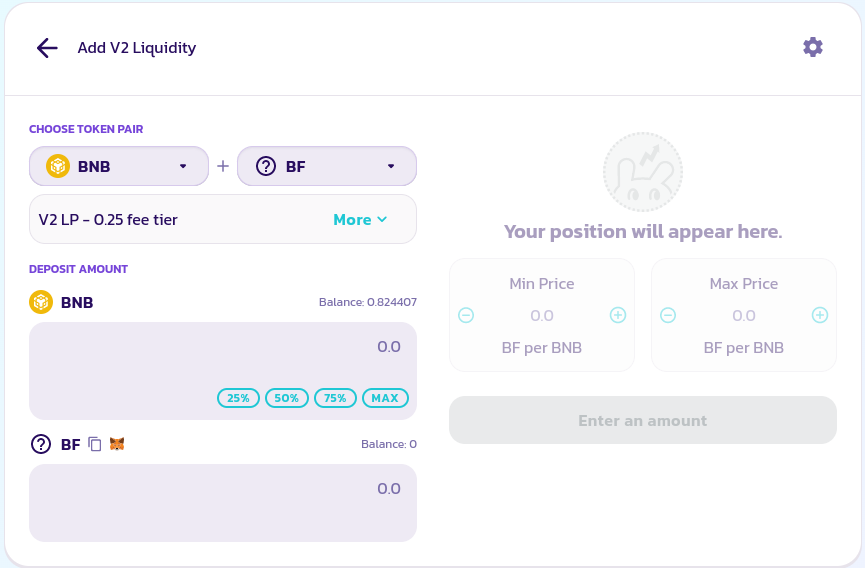 Add V2 Liquidity
CHOOSE TOKEN PAIR
BNB + BF
V2 LP - 0.25 fee tier More
DEPOSIT AMOUNT
BNB Balance: 0.824407
0.0
25% 50% 75% MAX
BF Balance: 0
0.0
Your position will appear here.
Min Price
0.0
BF per BNB
Max Price
0.0
BF per BNB
Enter an amount